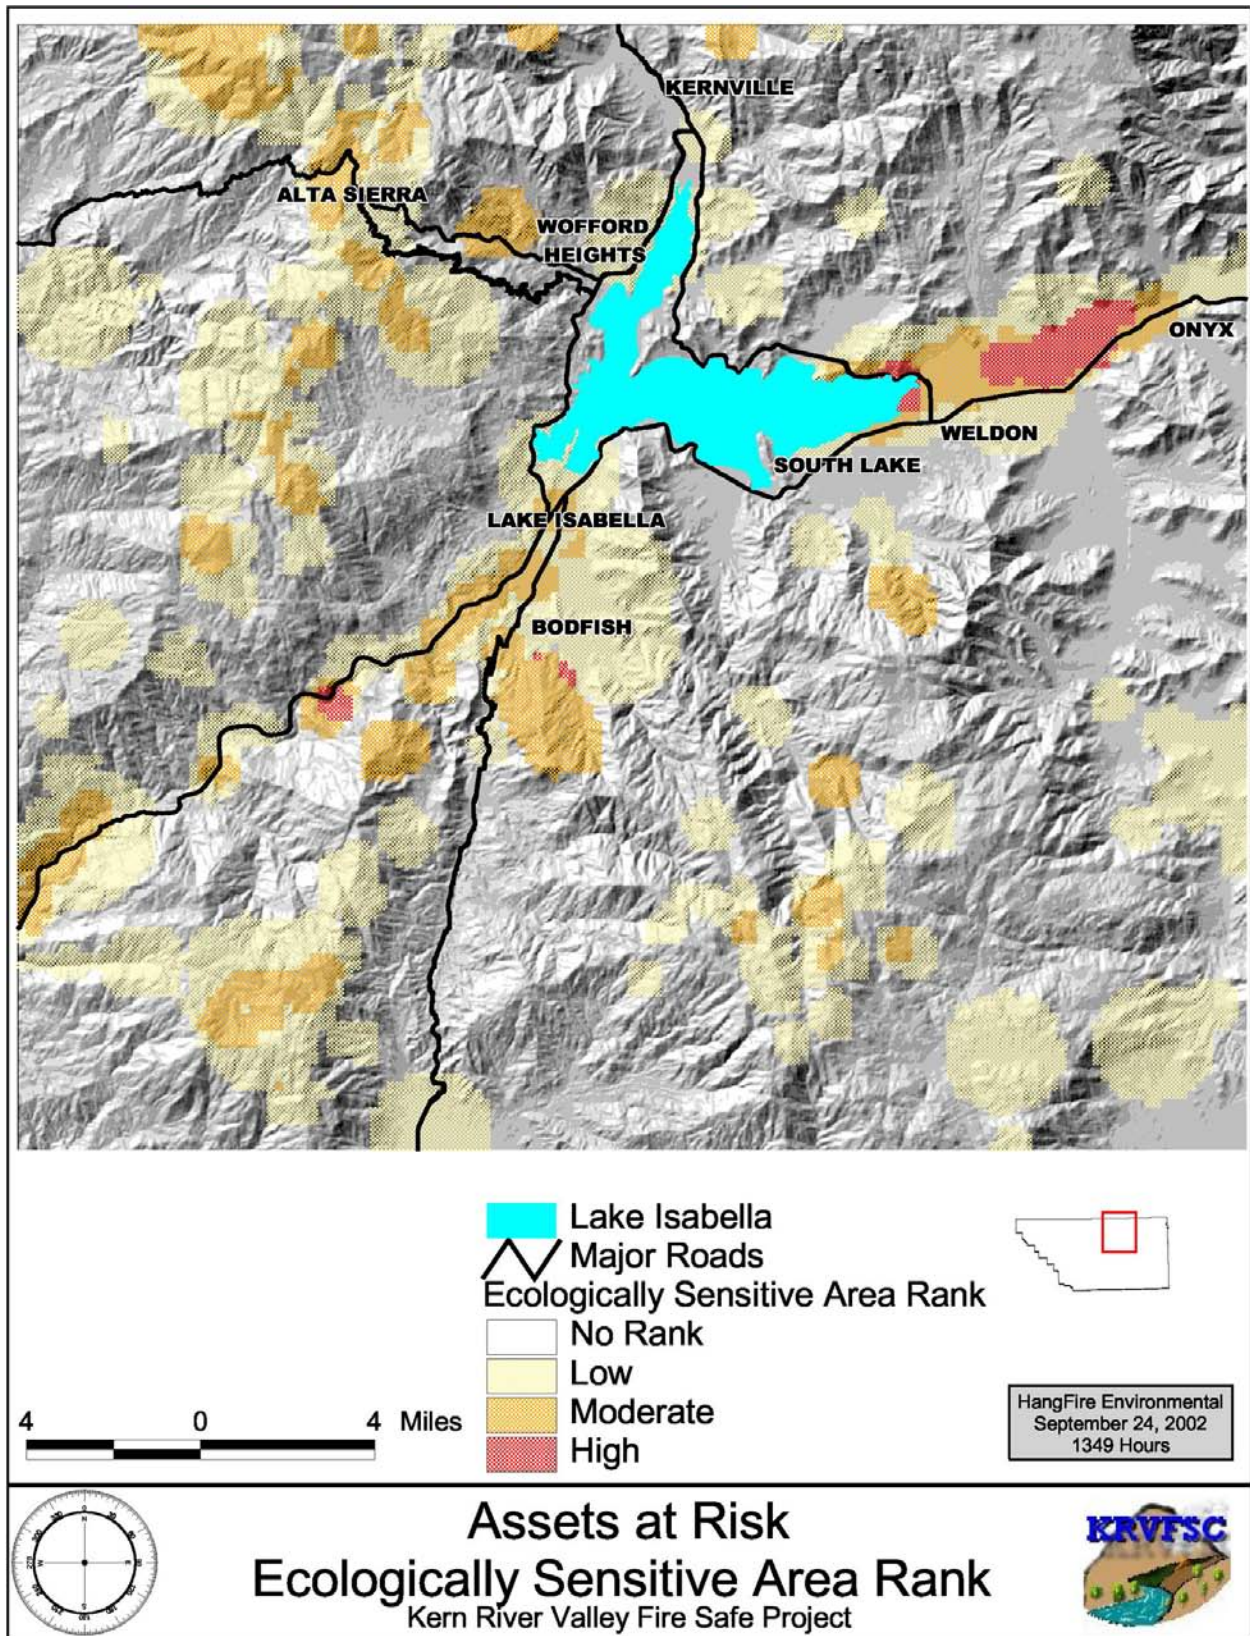 KERNVILLE
ALTA SIERRA
WOFFORD
HEIGHTS
ONYX
WELDON
SOUTH LAKE
LAKE ISABELLA
BODFISH
Lake Isabella
Major Roads
Ecologically Sensitive Area Rank
No Rank
Low
Moderate
High
4 0 4 Miles
HangFire Environmental
September 24, 2002
1349 Hours
Assets at Risk
Ecologically Sensitive Area Rank
Kern River Valley Fire Safe Project
KRVFSC